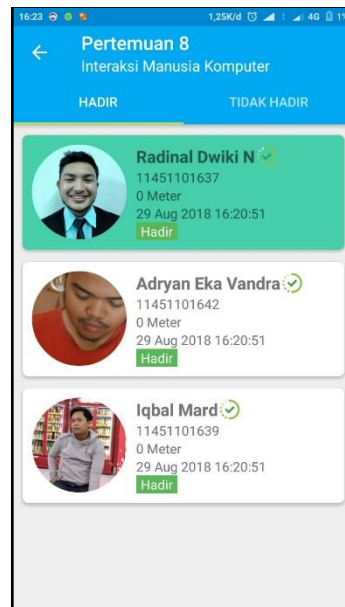 16:23 1,25K/d 4G 1%
Pertemuan 8
Interaksi Manusia Komputer
HADIR TIDAK HADIR
Radinal Dwiki N
11451101637
0 Meter
29 Aug 2018 16:20:51
Hadir
Adryan Eka Vandra
11451101642
0 Meter
29 Aug 2018 16:20:51
Hadir
Iqbal Mard
11451101639
0 Meter
29 Aug 2018 16:20:51
Hadir